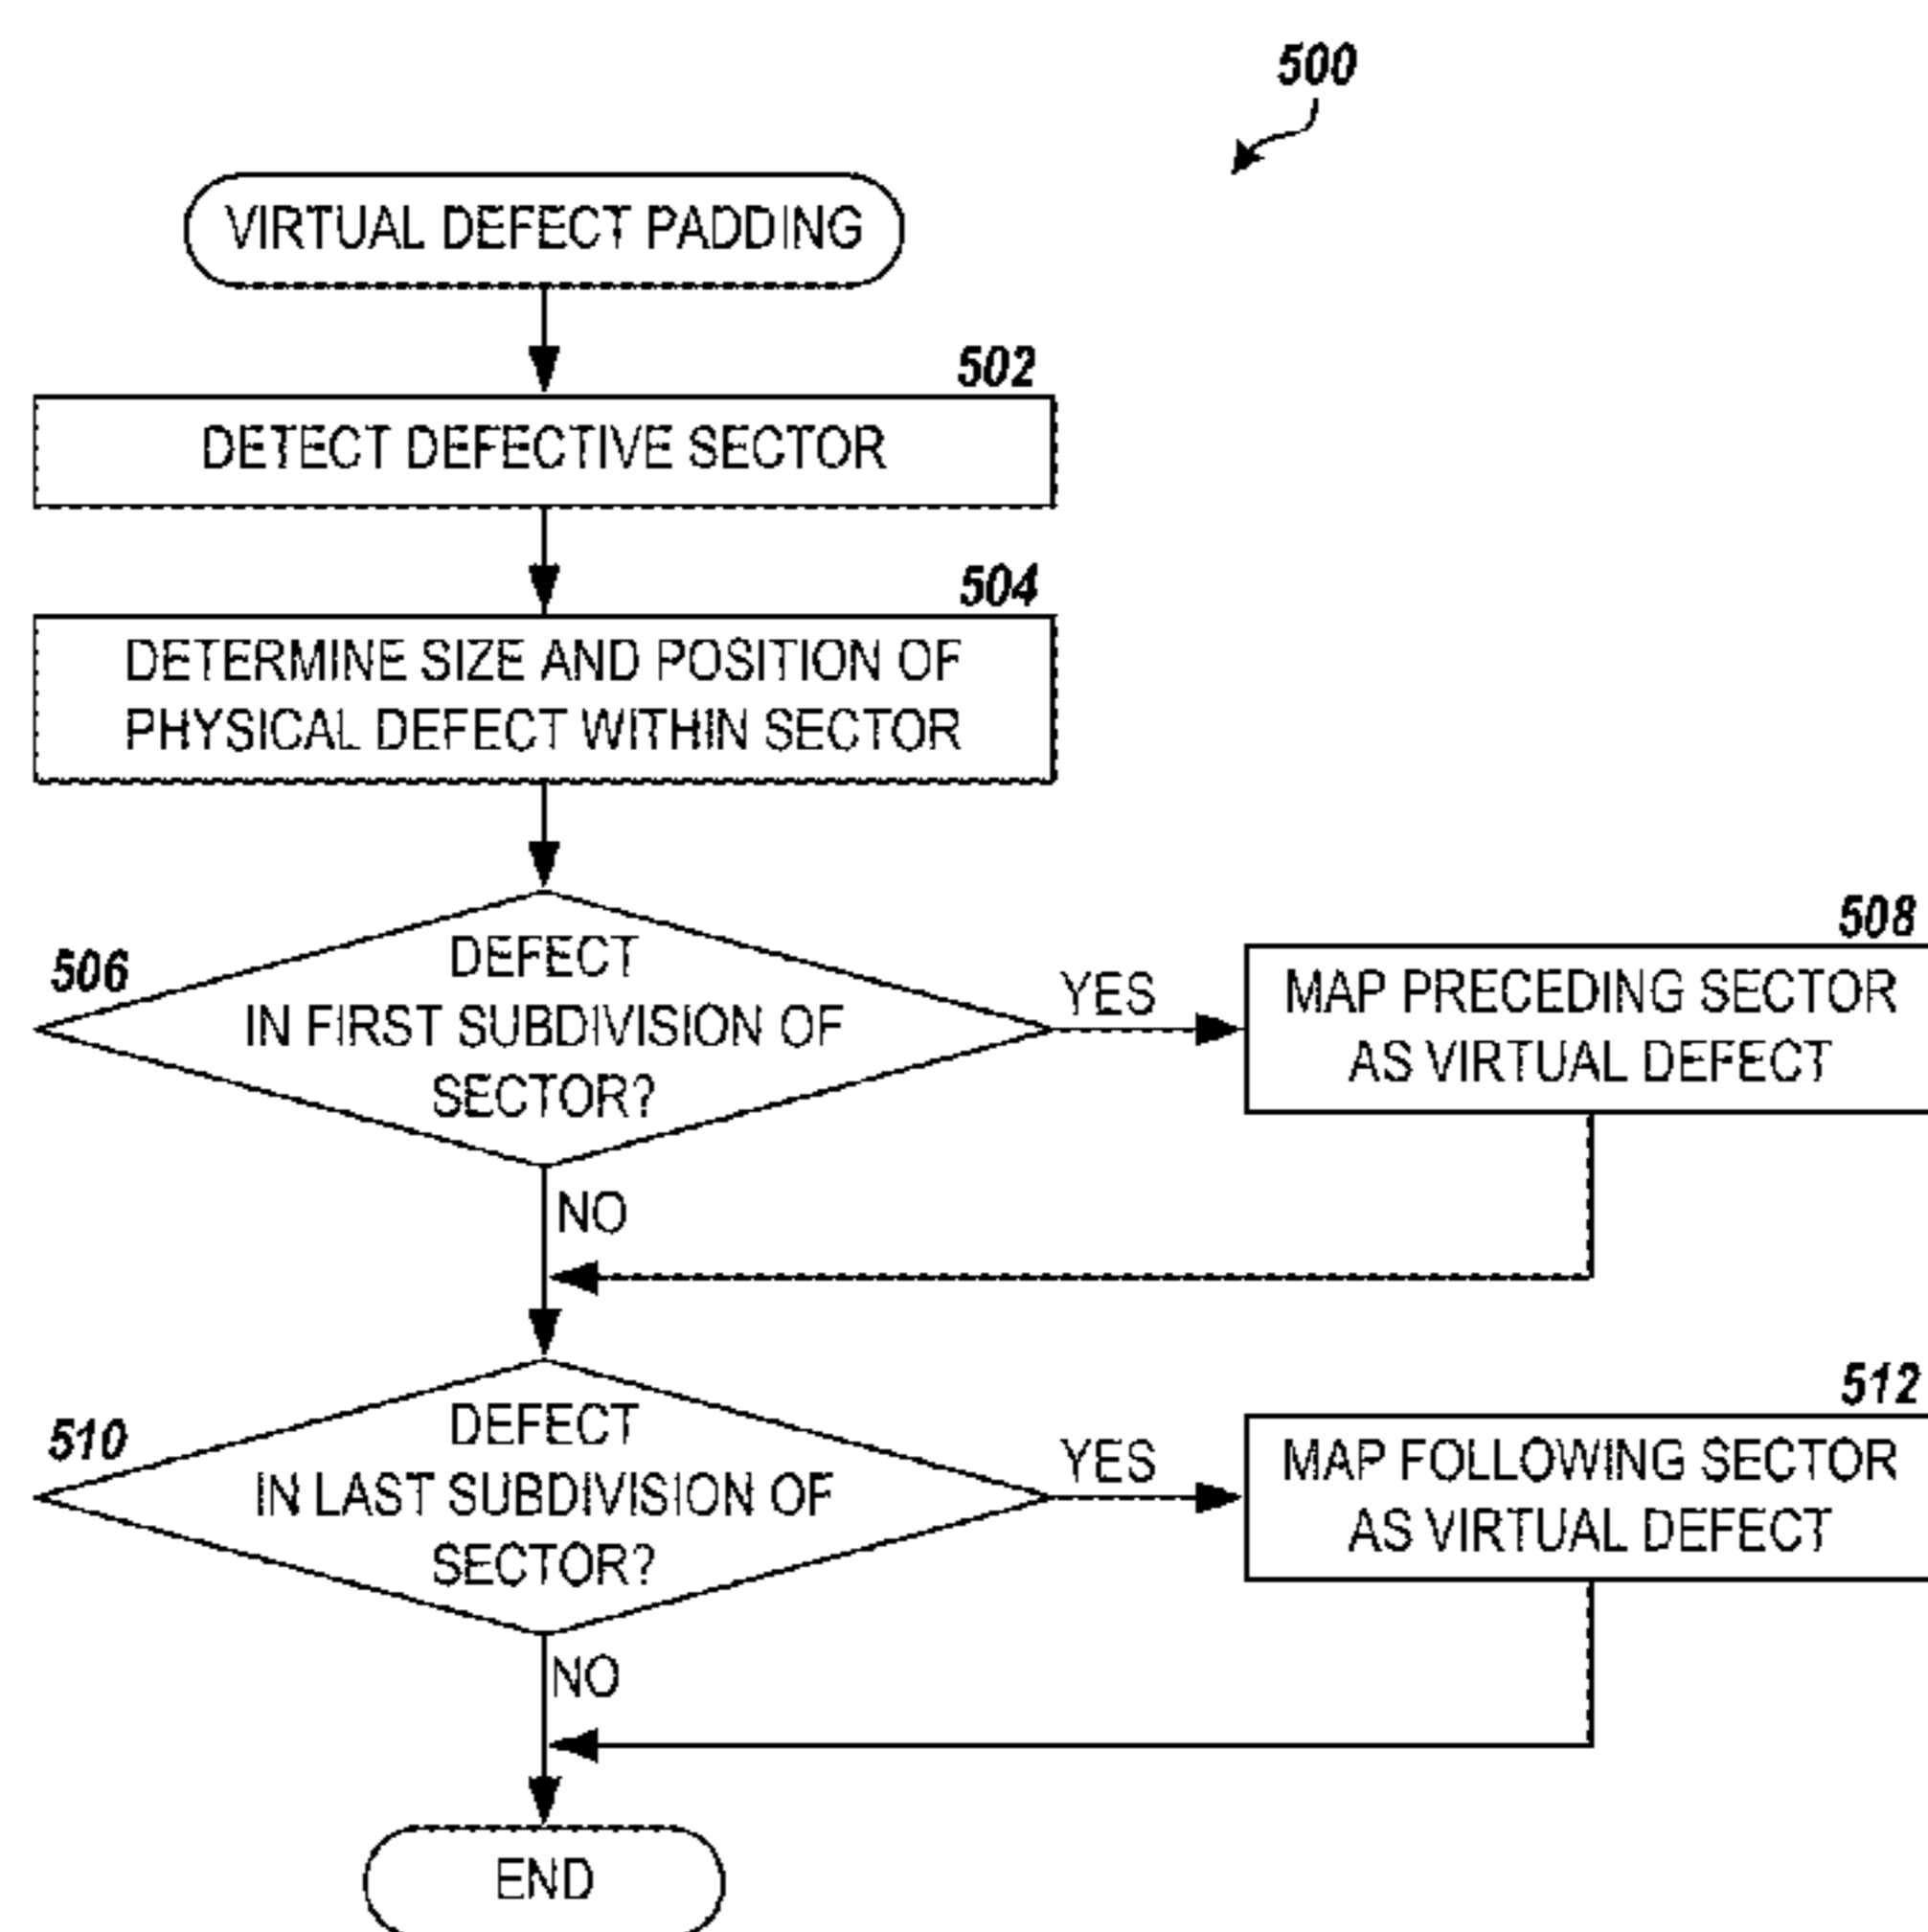 500
VIRTUAL DEFECT PADDING
502
DETECT DEFECTIVE SECTOR
504
DETERMINE SIZE AND POSITION OF
PHYSICAL DEFECT WITHIN SECTOR
506
DEFECT
IN FIRST SUBDIVISION OF
SECTOR?
YES
508
MAP PRECEDING SECTOR
AS VIRTUAL DEFECT
NO
510
DEFECT
IN LAST SUBDIVISION OF
SECTOR?
YES
512
MAP FOLLOWING SECTOR
AS VIRTUAL DEFECT
NO
END